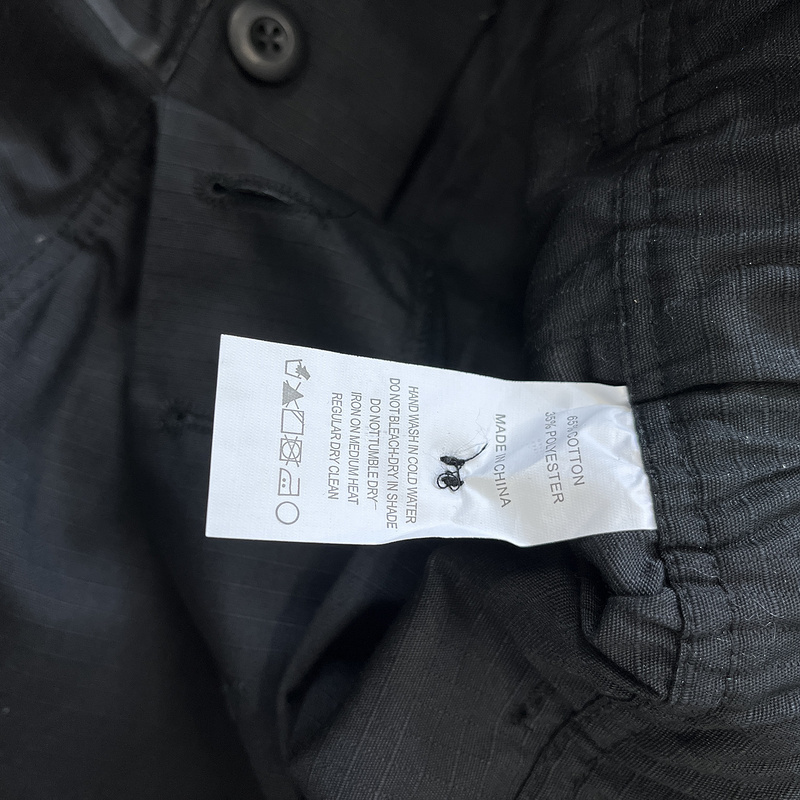 65%COTTON
35% POLYESTER
MADE IN CHINA
HAND WASH IN COLD WATER
DO NOT BLEACH-DRY IN SHADE
DO NOT TUMBLE DRY
IRON ON MEDIUM HEAT
REGULAR DRY CLEAN